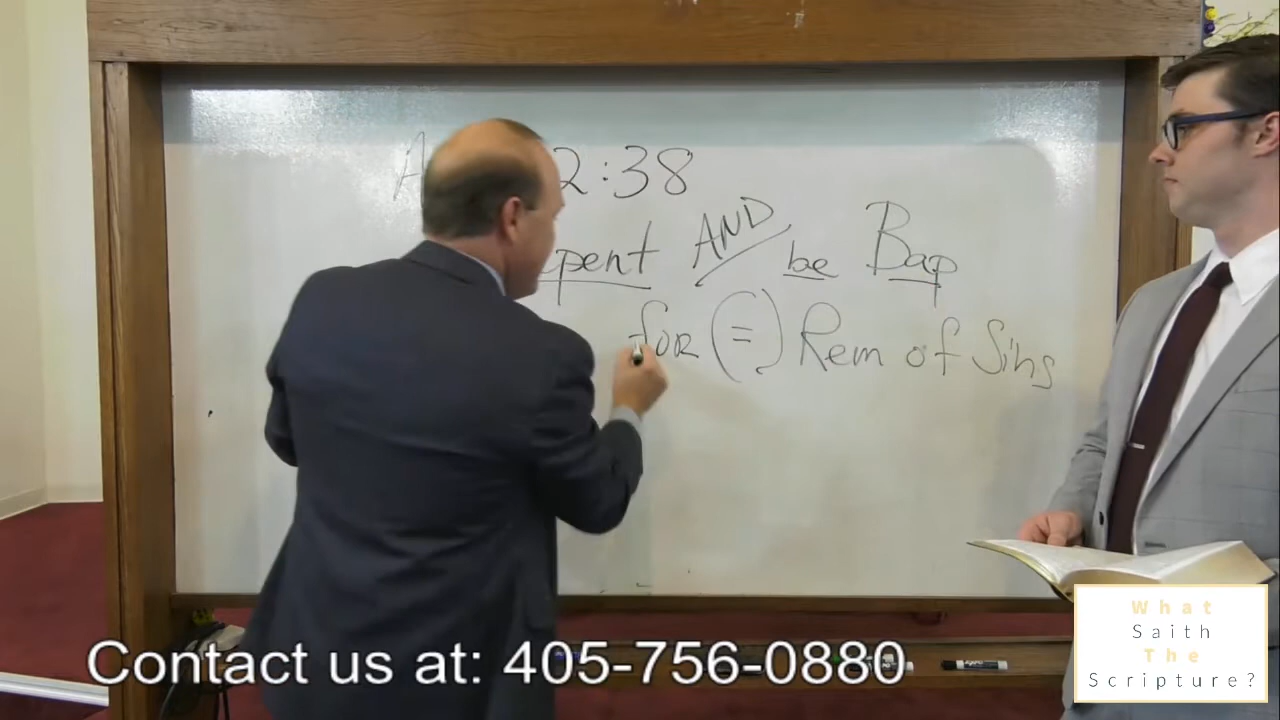 2:38
pent AND be Bap
for (=) Rem of Sins
Contact us at: 405-756-0880
What
Saith
The
Scripture?